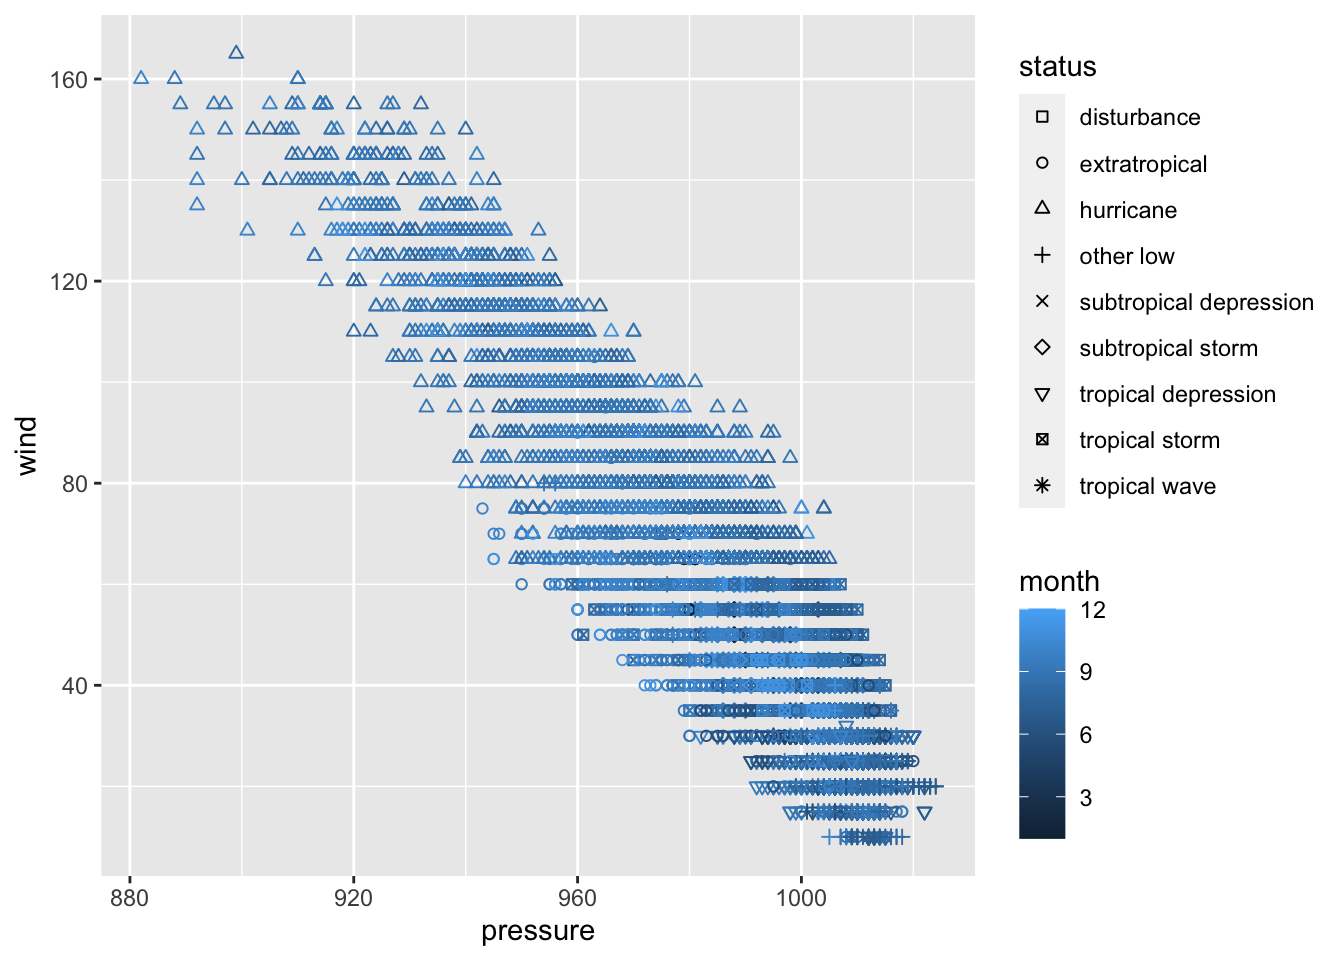 160
120
80
40
wind
880
920
960
1000
pressure
status
disturbance
extratropical
hurricane
other low
subtropical depression
subtropical storm
tropical depression
tropical storm
tropical wave
month
12
9
6
3